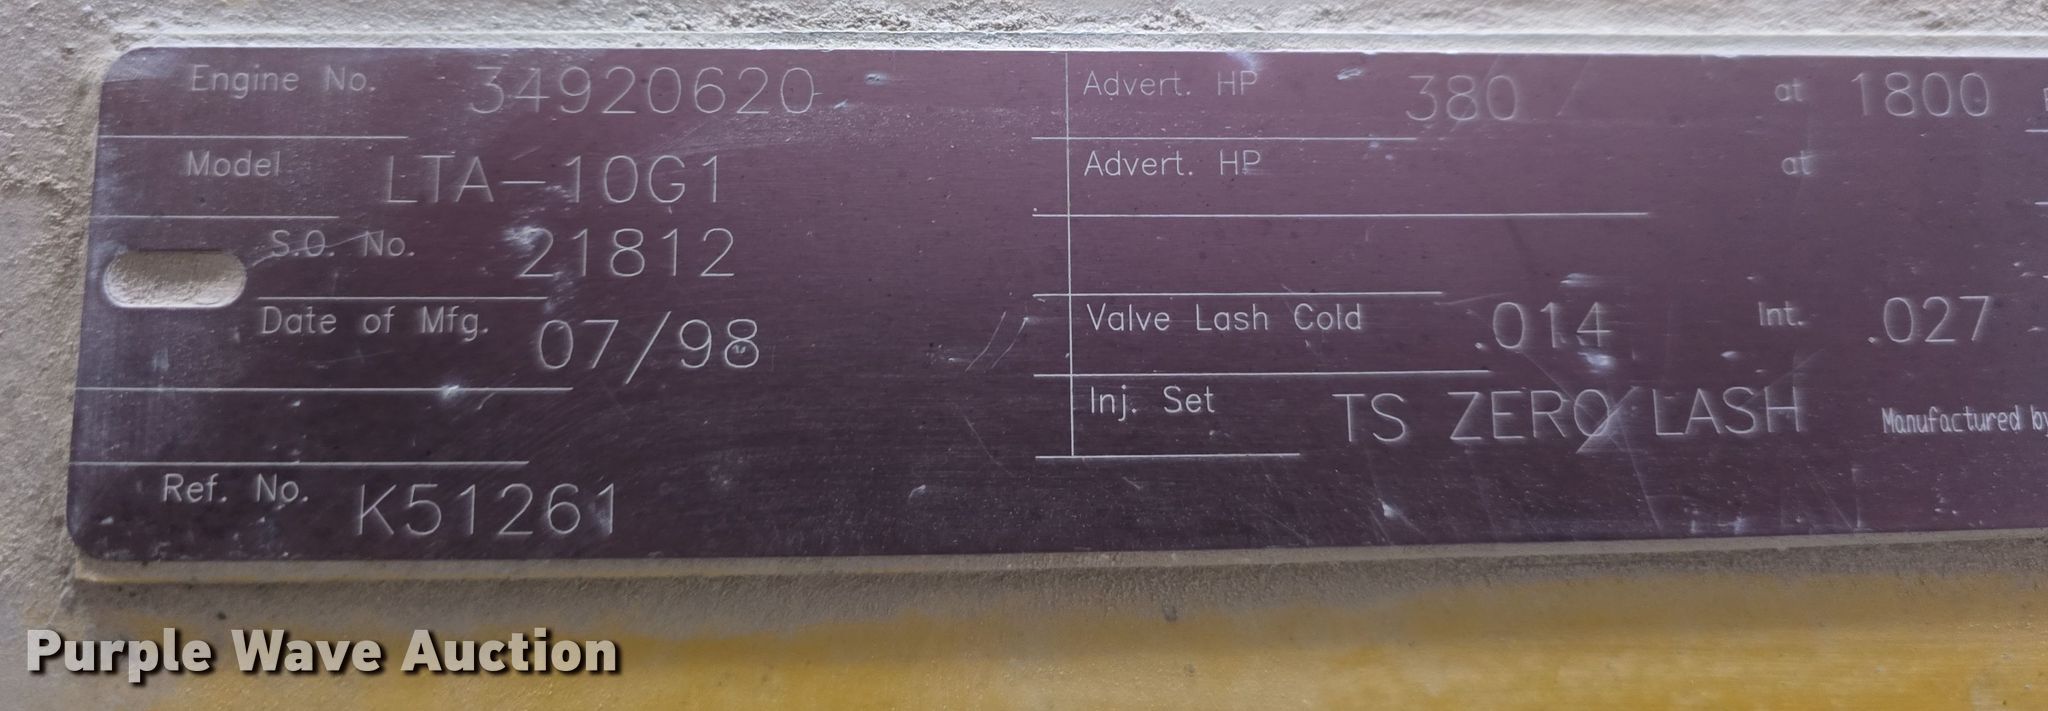 Engine No. 34920620
Model LTA-10G1
S.O. No. 21812
Date of Mfg. 07/98
Ref. No. K51261
Advert. HP 380 at 1800
Advert. HP at
Valve Lash Cold .014 Int. .027
Inj. Set TS ZERO LASH
Manufactured by
Purple Wave Auction